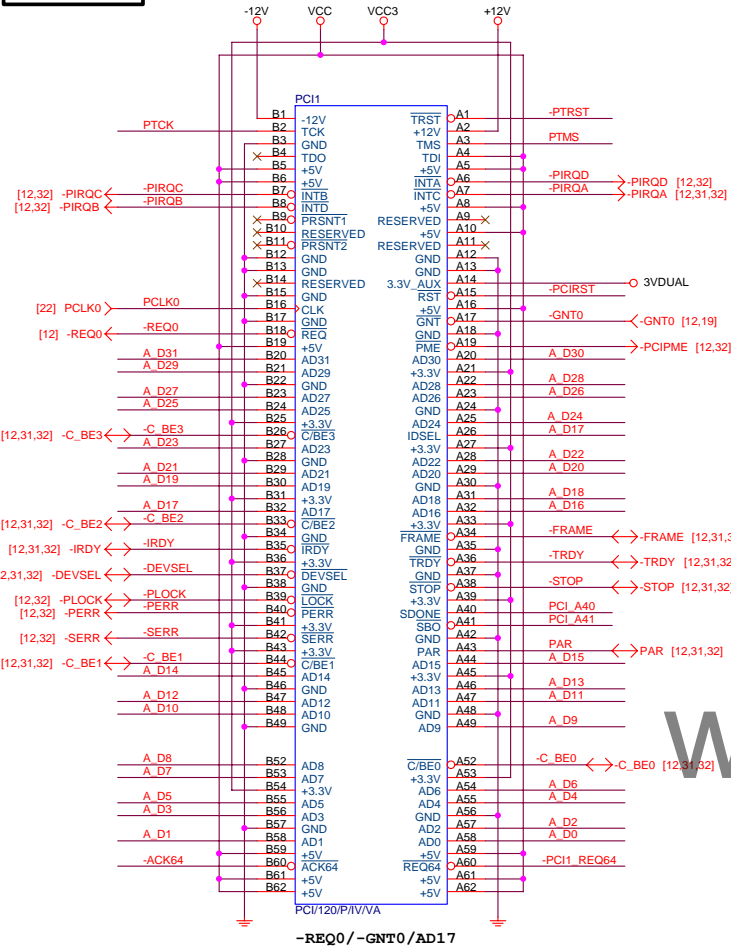 -12V VCC VCC3 +12V
PCI1
B1 -12V TRST A1 -PTRST
PTCK B2 TCK +12V A2
B3 GND TMS A3 PTMS
B4 TDO TDI A4
B5 +5V +5V A5
B6 +5V INTA A6 -PIRQD -PIRQD [12,32]
[12,32] -PIRQC -PIRQC B7 INTB INTC A7 -PIRQA -PIRQA [12,31,32]
[12,32] -PIRQB -PIRQB B8 INTD +5V A8
B9 PRSNT1 RESERVED A9
B10 RESERVED +5V A10
B11 PRSNT2 RESERVED A11
B12 GND GND A12
B13 GND GND A13
B14 RESERVED 3.3V_AUX A14 3VDUAL
B15 GND RST A15 -PCIRST
[22] PCLK0 PCLK0 B16 CLK +5V A16
B17 GND GNT A17 -GNT0 -GNT0 [12,19]
[12] -REQ0 -REQ0 B18 REQ GND A18
B19 +5V PME A19 -PCIPME [12,32]
A_D31 B20 AD31 AD30 A20 A_D30
A_D29 B21 AD29 +3.3V A21
B22 GND AD28 A22 A_D28
A_D27 B23 AD27 AD26 A23 A_D26
A_D25 B24 AD25 GND A24
B25 +3.3V AD24 A25 A_D24
[12,31,32] -C_BE3 -C_BE3 B26 C/BE3 IDSEL A26 A_D17
A_D23 B27 AD23 +3.3V A27
B28 GND AD22 A28 A_D22
A_D21 B29 AD21 AD20 A29 A_D20
A_D19 B30 AD19 GND A30
B31 +3.3V AD18 A31 A_D18
A_D17 B32 AD17 AD16 A32 A_D16
[12,31,32] -C_BE2 -C_BE2 B33 C/BE2 +3.3V A33
B34 GND FRAME A34 -FRAME -FRAME [12,31,3
[12,31,32] -IRDY -IRDY B35 IRDY GND A35
B36 +3.3V TRDY A36 -TRDY -TRDY [12,31,32
2,31,32] -DEVSEL -DEVSEL B37 DEVSEL GND A37
B38 GND STOP A38 -STOP -STOP [12,31,32]
[12,32] -PLOCK -PLOCK B39 LOCK +3.3V A39
[12,32] -PERR -PERR B40 PERR SDONE A40 PCI_A40
B41 +3.3V SBO A41 PCI_A41
[12,32] -SERR -SERR B42 SERR GND A42
B43 +3.3V PAR A43 PAR PAR [12,31,32]
[12,31,32] -C_BE1 -C_BE1 B44 C/BE1 AD15 A44 A_D15
A_D14 B45 AD14 +3.3V A45
B46 GND AD13 A46 A_D13
A_D12 B47 AD12 AD11 A47 A_D11
A_D10 B48 AD10 GND A48
B49 GND AD9 A49 A_D9
A_D8 B52 AD8 C/BE0 A52 -C_BE0 -C_BE0 [12,31,32]
A_D7 B53 AD7 +3.3V A53
B54 +3.3V AD6 A54 A_D6
A_D5 B55 AD5 AD4 A55 A_D4
A_D3 B56 AD3 GND A56
B57 GND AD2 A57 A_D2
A_D1 B58 AD1 AD0 A58 A_D0
B59 +5V +5V A59
-ACK64 B60 ACK64 REQ64 A60 -PCI1_REQ64
B61 +5V +5V A61
B62 +5V +5V A62
PCI/120/P/IV/VA
-REQ0/-GNT0/AD17
W